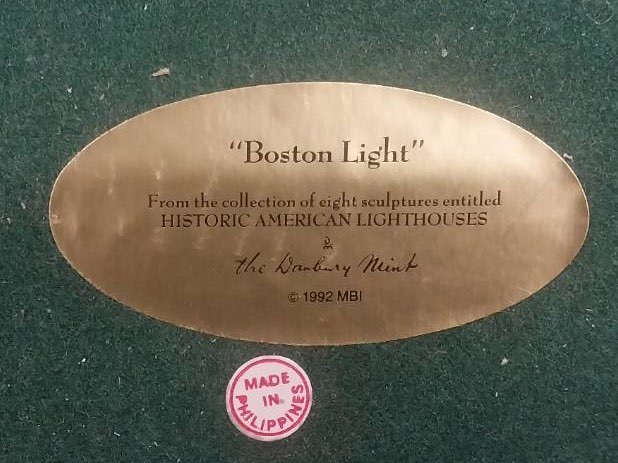 "Boston Light"
From the collection of eight sculptures entitled
HISTORIC AMERICAN LIGHTHOUSES
the Danbury Mint
© 1992 MBI
MADE
IN
PHILIPPINES